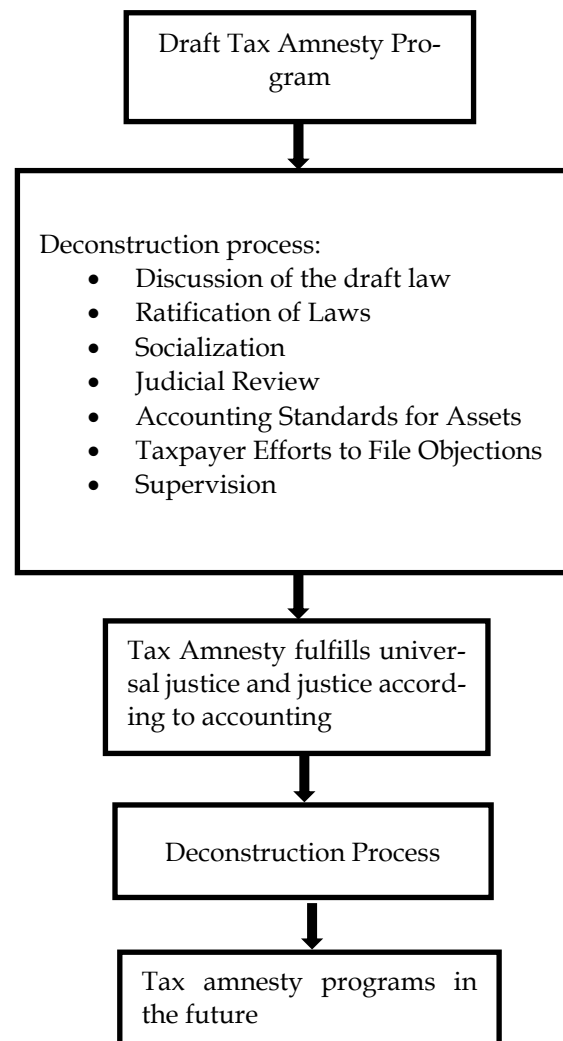 Draft Tax Amnesty Pro-
gram
Deconstruction process:
• Discussion of the draft law
• Ratification of Laws
• Socialization
• Judicial Review
• Accounting Standards for Assets
• Taxpayer Efforts to File Objections
• Supervision
Tax Amnesty fulfills univer-
sal justice and justice accord-
ing to accounting
Deconstruction Process
Tax amnesty programs in
the future